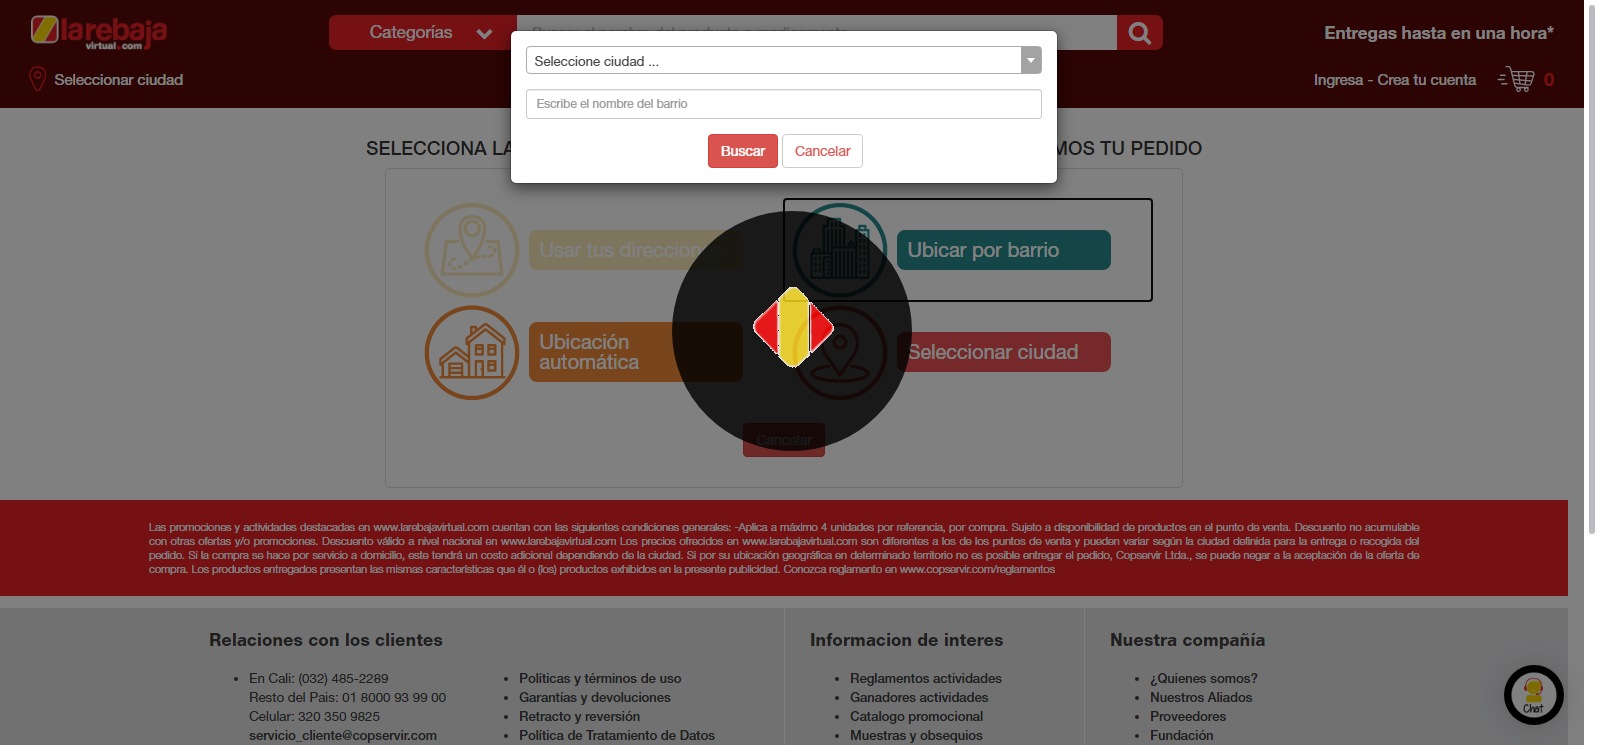 larebaja
virtual.com
Categorías
Entregas hasta en una hora*
Seleccionar ciudad
Ingresa - Crea tu cuenta
0
Seleccione ciudad ...
Escribe el nombre del barrio
Buscar
Cancelar
SELECCIONA LA
MOS TU PEDIDO
Usar tus direccion
Ubicar por barrio
Ubicación
automática
Seleccionar ciudad
Cancelar
Las promociones y actividades destacadas en www.larebajavirtual.com cuentan con las siguientes condiciones generales: -Aplica a máximo 4 unidades por referencia, por compra. Sujeto a disponibilidad de productos en el punto de venta. Descuento no acumulable
con otras ofertas y/o promociones. Descuento válido a nivel nacional en www.larebajavirtual.com Los precios ofrecidos en www.larebajavirtual.com son diferentes a los de los puntos de venta y pueden variar según la ciudad definida para la entrega o recogida del
pedido. Si la compra se hace por servicio a domicilio, este tendrá un costo adicional dependiendo de la ciudad. Si por su ubicación geográfica en determinado territorio no es posible entregar el pedido, Copservir Ltda., se puede negar a la aceptación de la oferta de
compra. Los productos entregados presentan las mismas características que él o (los) productos exhibidos en la presente publicidad. Conozca reglamento en www.copservir.com/reglamentos
Relaciones con los clientes
En Cali: (032) 485-2289
Resto del Pais: 01 8000 93 99 00
Celular: 320 350 9825
servicio_cliente@copservir.com
Políticas y términos de uso
Garantías y devoluciones
Retracto y reversión
Política de Tratamiento de Datos
Informacion de interes
Reglamentos actividades
Ganadores actividades
Catalogo promocional
Muestras y obsequios
Nuestra compañía
¿Quienes somos?
Nuestros Aliados
Proveedores
Fundación
Chat